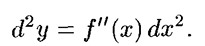 d²y = f″(x) dx².